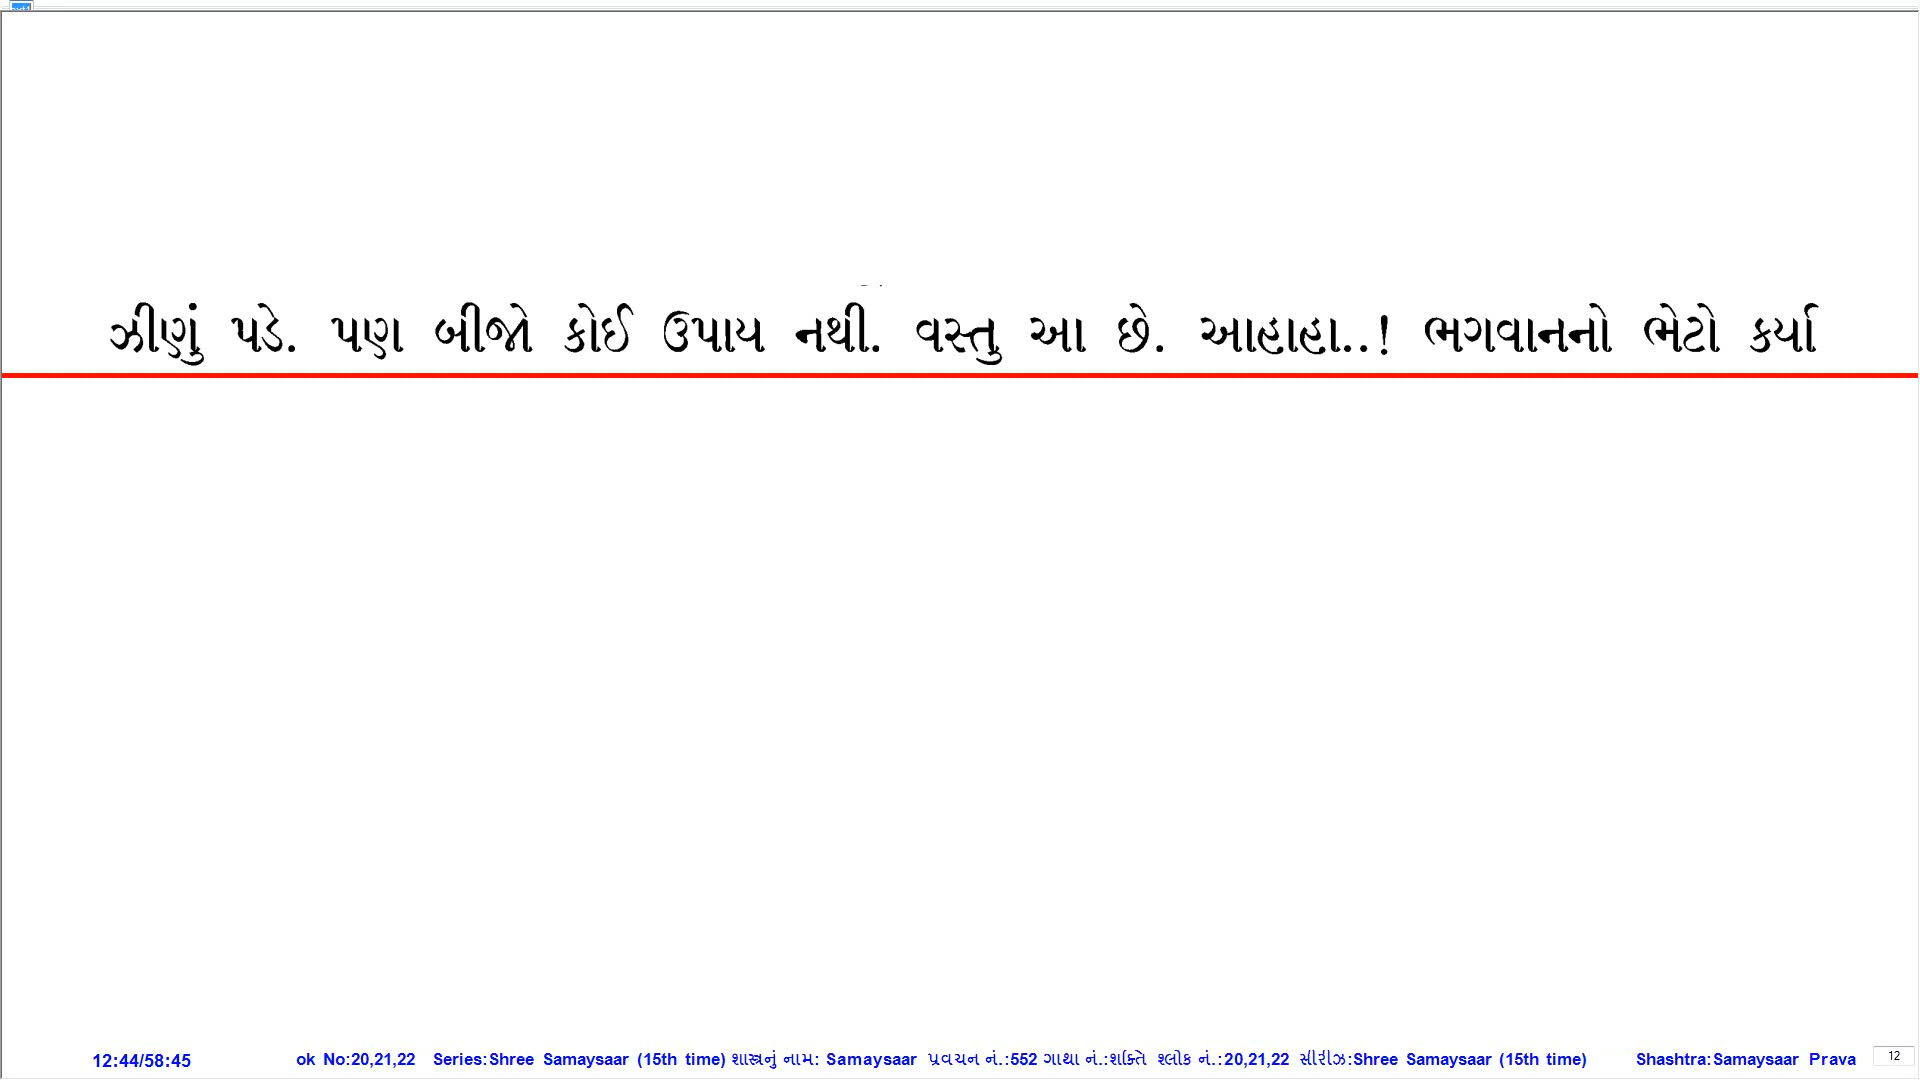 ઝીણું પડે. પણ બીજો કોઈ ઉપાય નથી. વસ્તુ આ છે. આહાહા..! ભગવાનનો ભેટો કર્યા
12:44/58:45 ok No:20,21,22 Series:Shree Samaysaar (15th time) શાસ્ત્રનું નામ: Samaysaar પ્રવચન નં.:552 ગાથા નં.:શક્તિ શ્લોક નં.:20,21,22 સીરીઝ:Shree Samaysaar (15th time) Shashtra:Samaysaar Prava 12